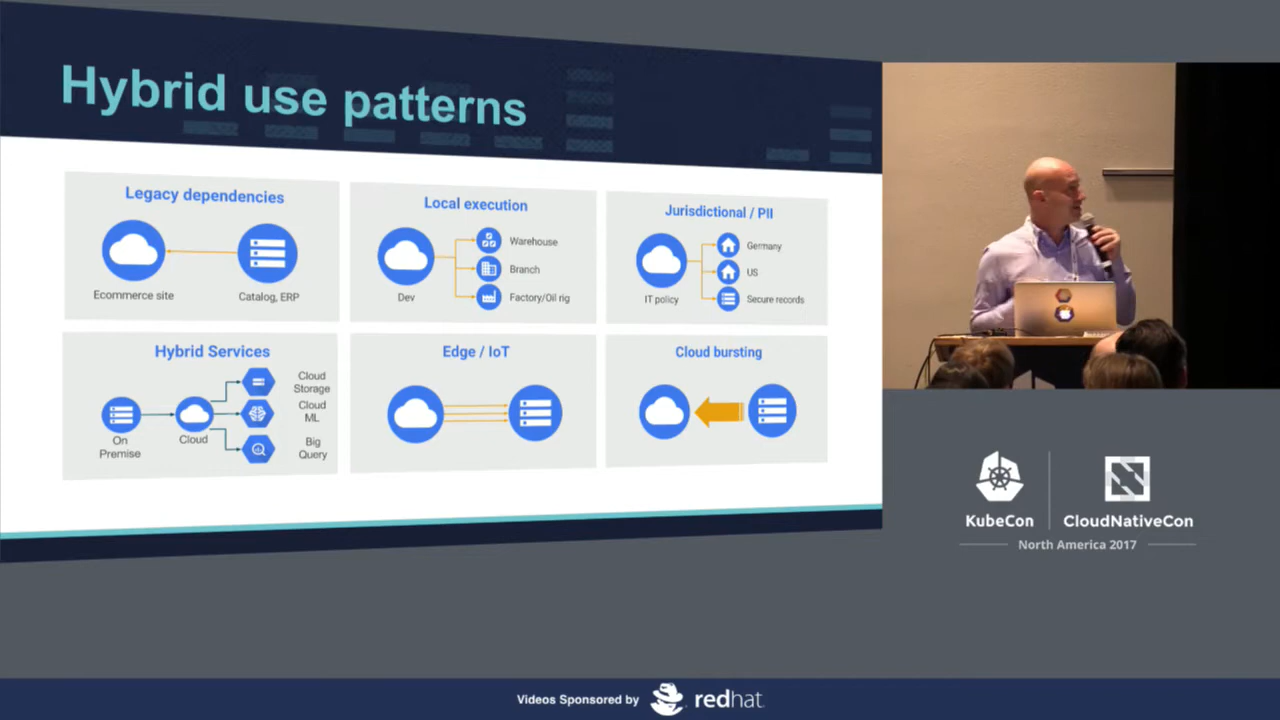 Hybrid use patterns
Legacy dependencies
Ecommerce site
Catalog, ERP
Local execution
Dev
Warehouse
Branch
Factory/Oil rig
Jurisdictional / PII
IT policy
Germany
US
Secure records
Hybrid Services
On
Premise
Cloud
Cloud
Storage
Cloud
ML
Big
Query
Edge / IoT
Cloud bursting
KubeCon
CloudNativeCon
North America 2017
Videos Sponsored by
redhat